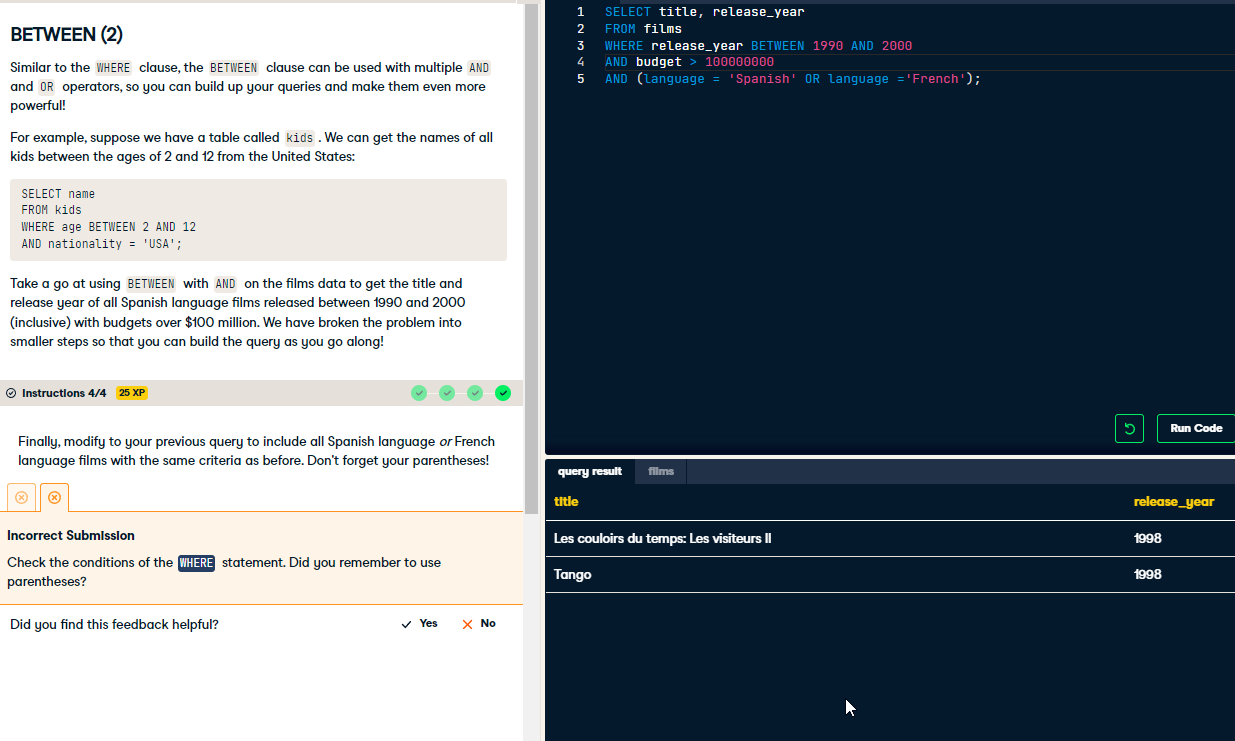 BETWEEN (2)
Similar to the WHERE clause, the BETWEEN clause can be used with multiple AND
and OR operators, so you can build up your queries and make them even more
powerful!
For example, suppose we have a table called kids . We can get the names of all
kids between the ages of 2 and 12 from the United States:
SELECT name
FROM kids
WHERE age BETWEEN 2 AND 12
AND nationality = 'USA';
Take a go at using BETWEEN with AND on the films data to get the title and
release year of all Spanish language films released between 1990 and 2000
(inclusive) with budgets over $100 million. We have broken the problem into
smaller steps so that you can build the query as you go along!
Instructions 4/4 25 XP
Finally, modify to your previous query to include all Spanish language or French
language films with the same criteria as before. Don't forget your parentheses!
Incorrect Submission
Check the conditions of the WHERE statement. Did you remember to use
parentheses?
Did you find this feedback helpful? Yes No
1 SELECT title, release_year
2 FROM films
3 WHERE release_year BETWEEN 1990 AND 2000
4 AND budget > 100000000
5 AND (language = 'Spanish' OR language ='French');
Run Code
query result films
title release_year
Les couloirs du temps: Les visiteurs II 1998
Tango 1998